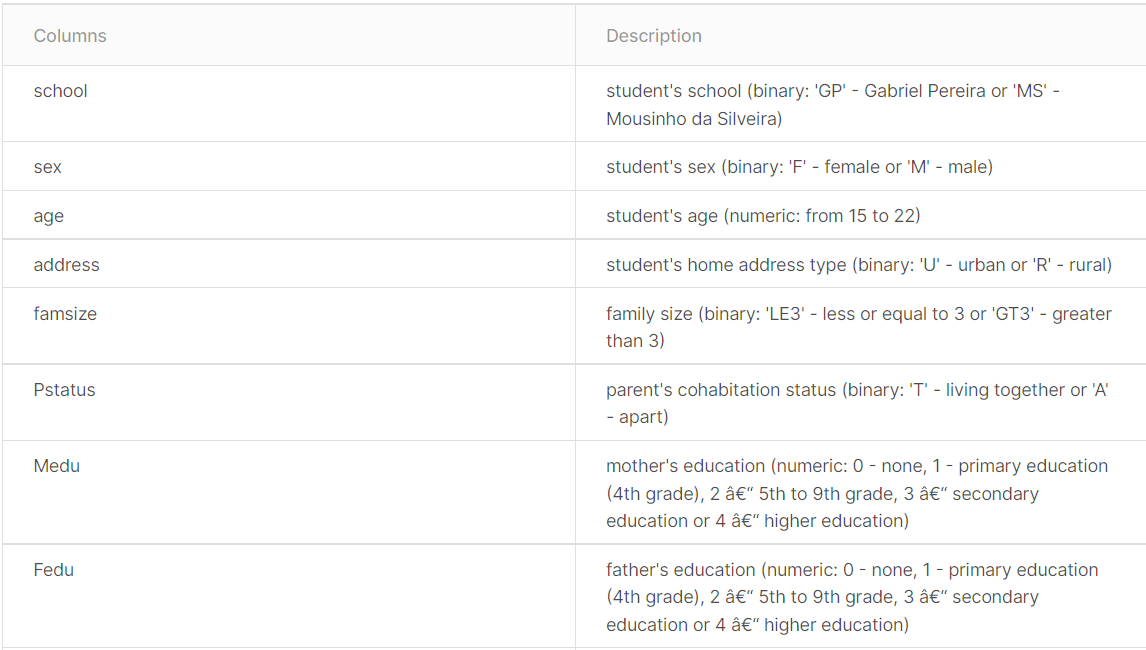 Columns Description
school student's school (binary: 'GP' - Gabriel Pereira or 'MS' -
Mousinho da Silveira)
sex student's sex (binary: 'F' - female or 'M' - male)
age student's age (numeric: from 15 to 22)
address student's home address type (binary: 'U' - urban or 'R' - rural)
famsize family size (binary: 'LE3' - less or equal to 3 or 'GT3' - greater
than 3)
Pstatus parent's cohabitation status (binary: 'T' - living together or 'A'
- apart)
Medu mother's education (numeric: 0 - none, 1 - primary education
(4th grade), 2 â€“ 5th to 9th grade, 3 â€“ secondary
education or 4 â€“ higher education)
Fedu father's education (numeric: 0 - none, 1 - primary education
(4th grade), 2 â€“ 5th to 9th grade, 3 â€“ secondary
education or 4 â€“ higher education)